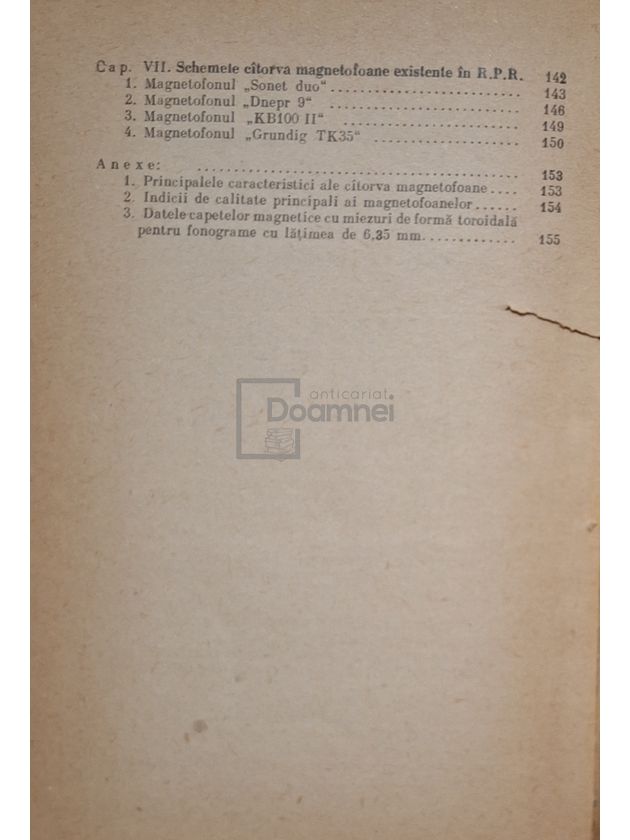 Cap. VII. Schemele cîtorva magnetofoane existente în R.P.R. 142
1. Magnetofonul „Sonet duo“ ........................... 143
2. Magnetofonul „Dnepr 9“ ........................... 146
3. Magnetofonul „KB100 II“ ........................... 149
4. Magnetofonul „Grundig TK35“ ..................... 150
Anexe: ............................................. 153
1. Principalele caracteristici ale cîtorva magnetofoane .... 153
2. Indicii de calitate principali ai magnetofoanelor ...... 154
3. Datele capetelor magnetice cu miezuri de formă toroidală
pentru fonograme cu lățimea de 6,35 mm. ............ 155
anticariat
Doamnei